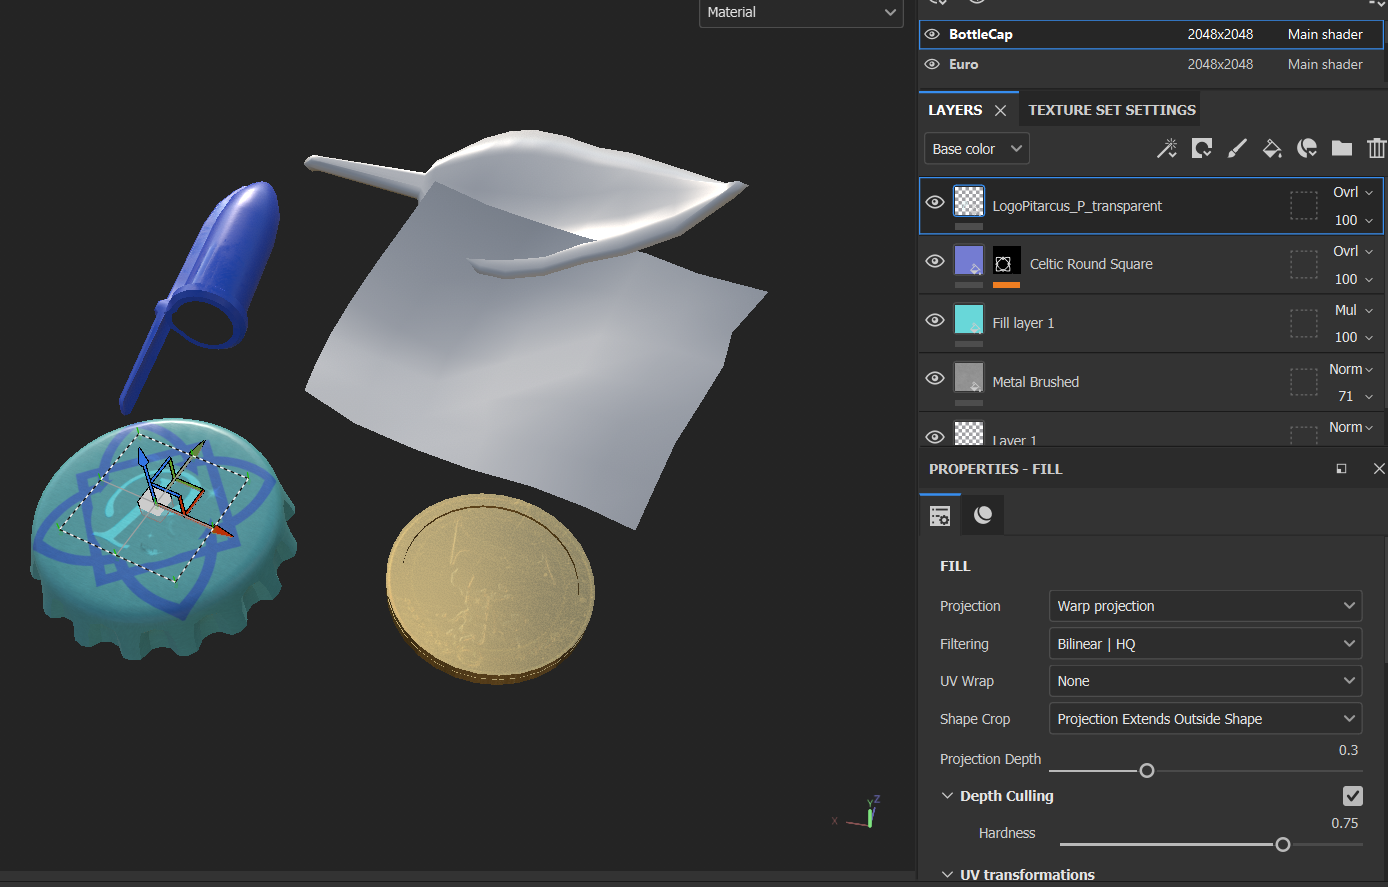 Material
BottleCap 2048x2048 Main shader
Euro 2048x2048 Main shader
LAYERS TEXTURE SET SETTINGS
Base color
LogoPitarcus_P_transparent Ovrl
100
Celtic Round Square Ovrl
100
Fill layer 1 Mul
100
Metal Brushed Norm
71
Layer 1 Norm
PROPERTIES - FILL
FILL
Projection Warp projection
Filtering Bilinear | HQ
UV Wrap None
Shape Crop Projection Extends Outside Shape
Projection Depth 0.3
Depth Culling
Hardness 0.75
UV transformations
X Y Z